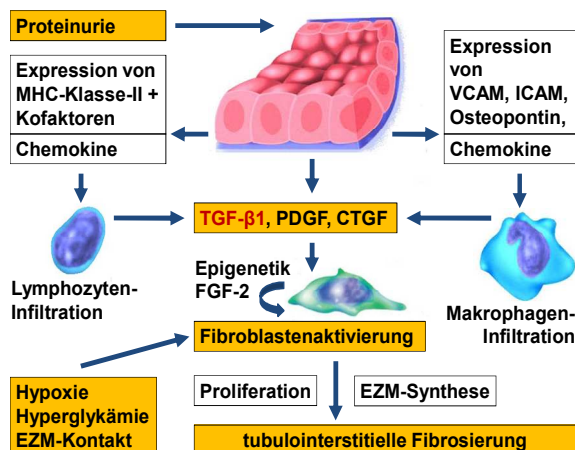 Proteinurie
Expression von
MHC-Klasse-II +
Kofaktoren
Chemokine
Expression
von
VCAM, ICAM,
Osteopontin,
Chemokine
TGF-β1, PDGF, CTGF
Lymphozyten-
Infiltration
Epigenetik
FGF-2
Makrophagen-
Infiltration
Fibroblastenaktivierung
Hypoxie
Hyperglykämie
EZM-Kontakt
Proliferation
EZM-Synthese
tubulointerstitielle Fibrosierung